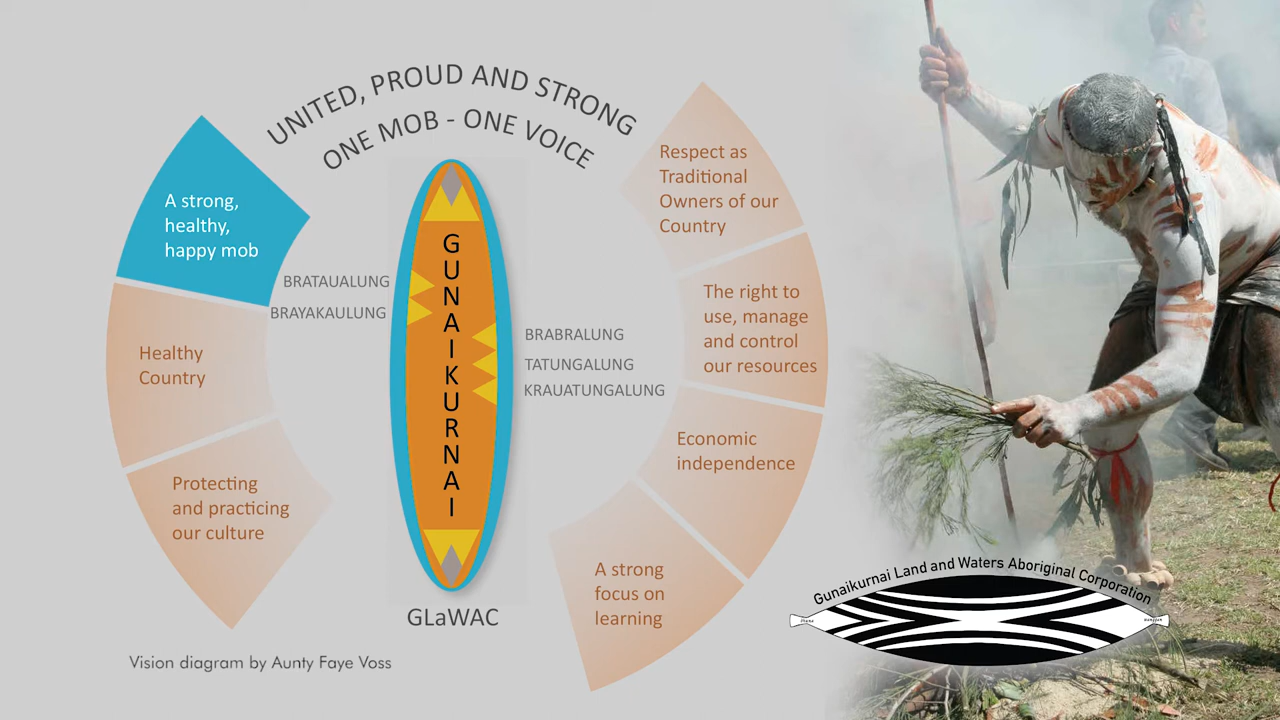 UNITED, PROUD AND STRONG
ONE MOB - ONE VOICE
A strong,
healthy,
happy mob
Healthy
Country
Protecting
and practicing
our culture
BRATAUALUNG
BRAYAKAULUNG
GUNAIKURNAI
BRABRALUNG
TATUNGALUNG
KRAUATUNGALUNG
Respect as
Traditional
Owners of our
Country
The right to
use, manage
and control
our resources
Economic
independence
A strong
focus on
learning
GLaWAC
Vision diagram by Aunty Faye Voss
Gunaikurnai Land and Waters Aboriginal Corporation